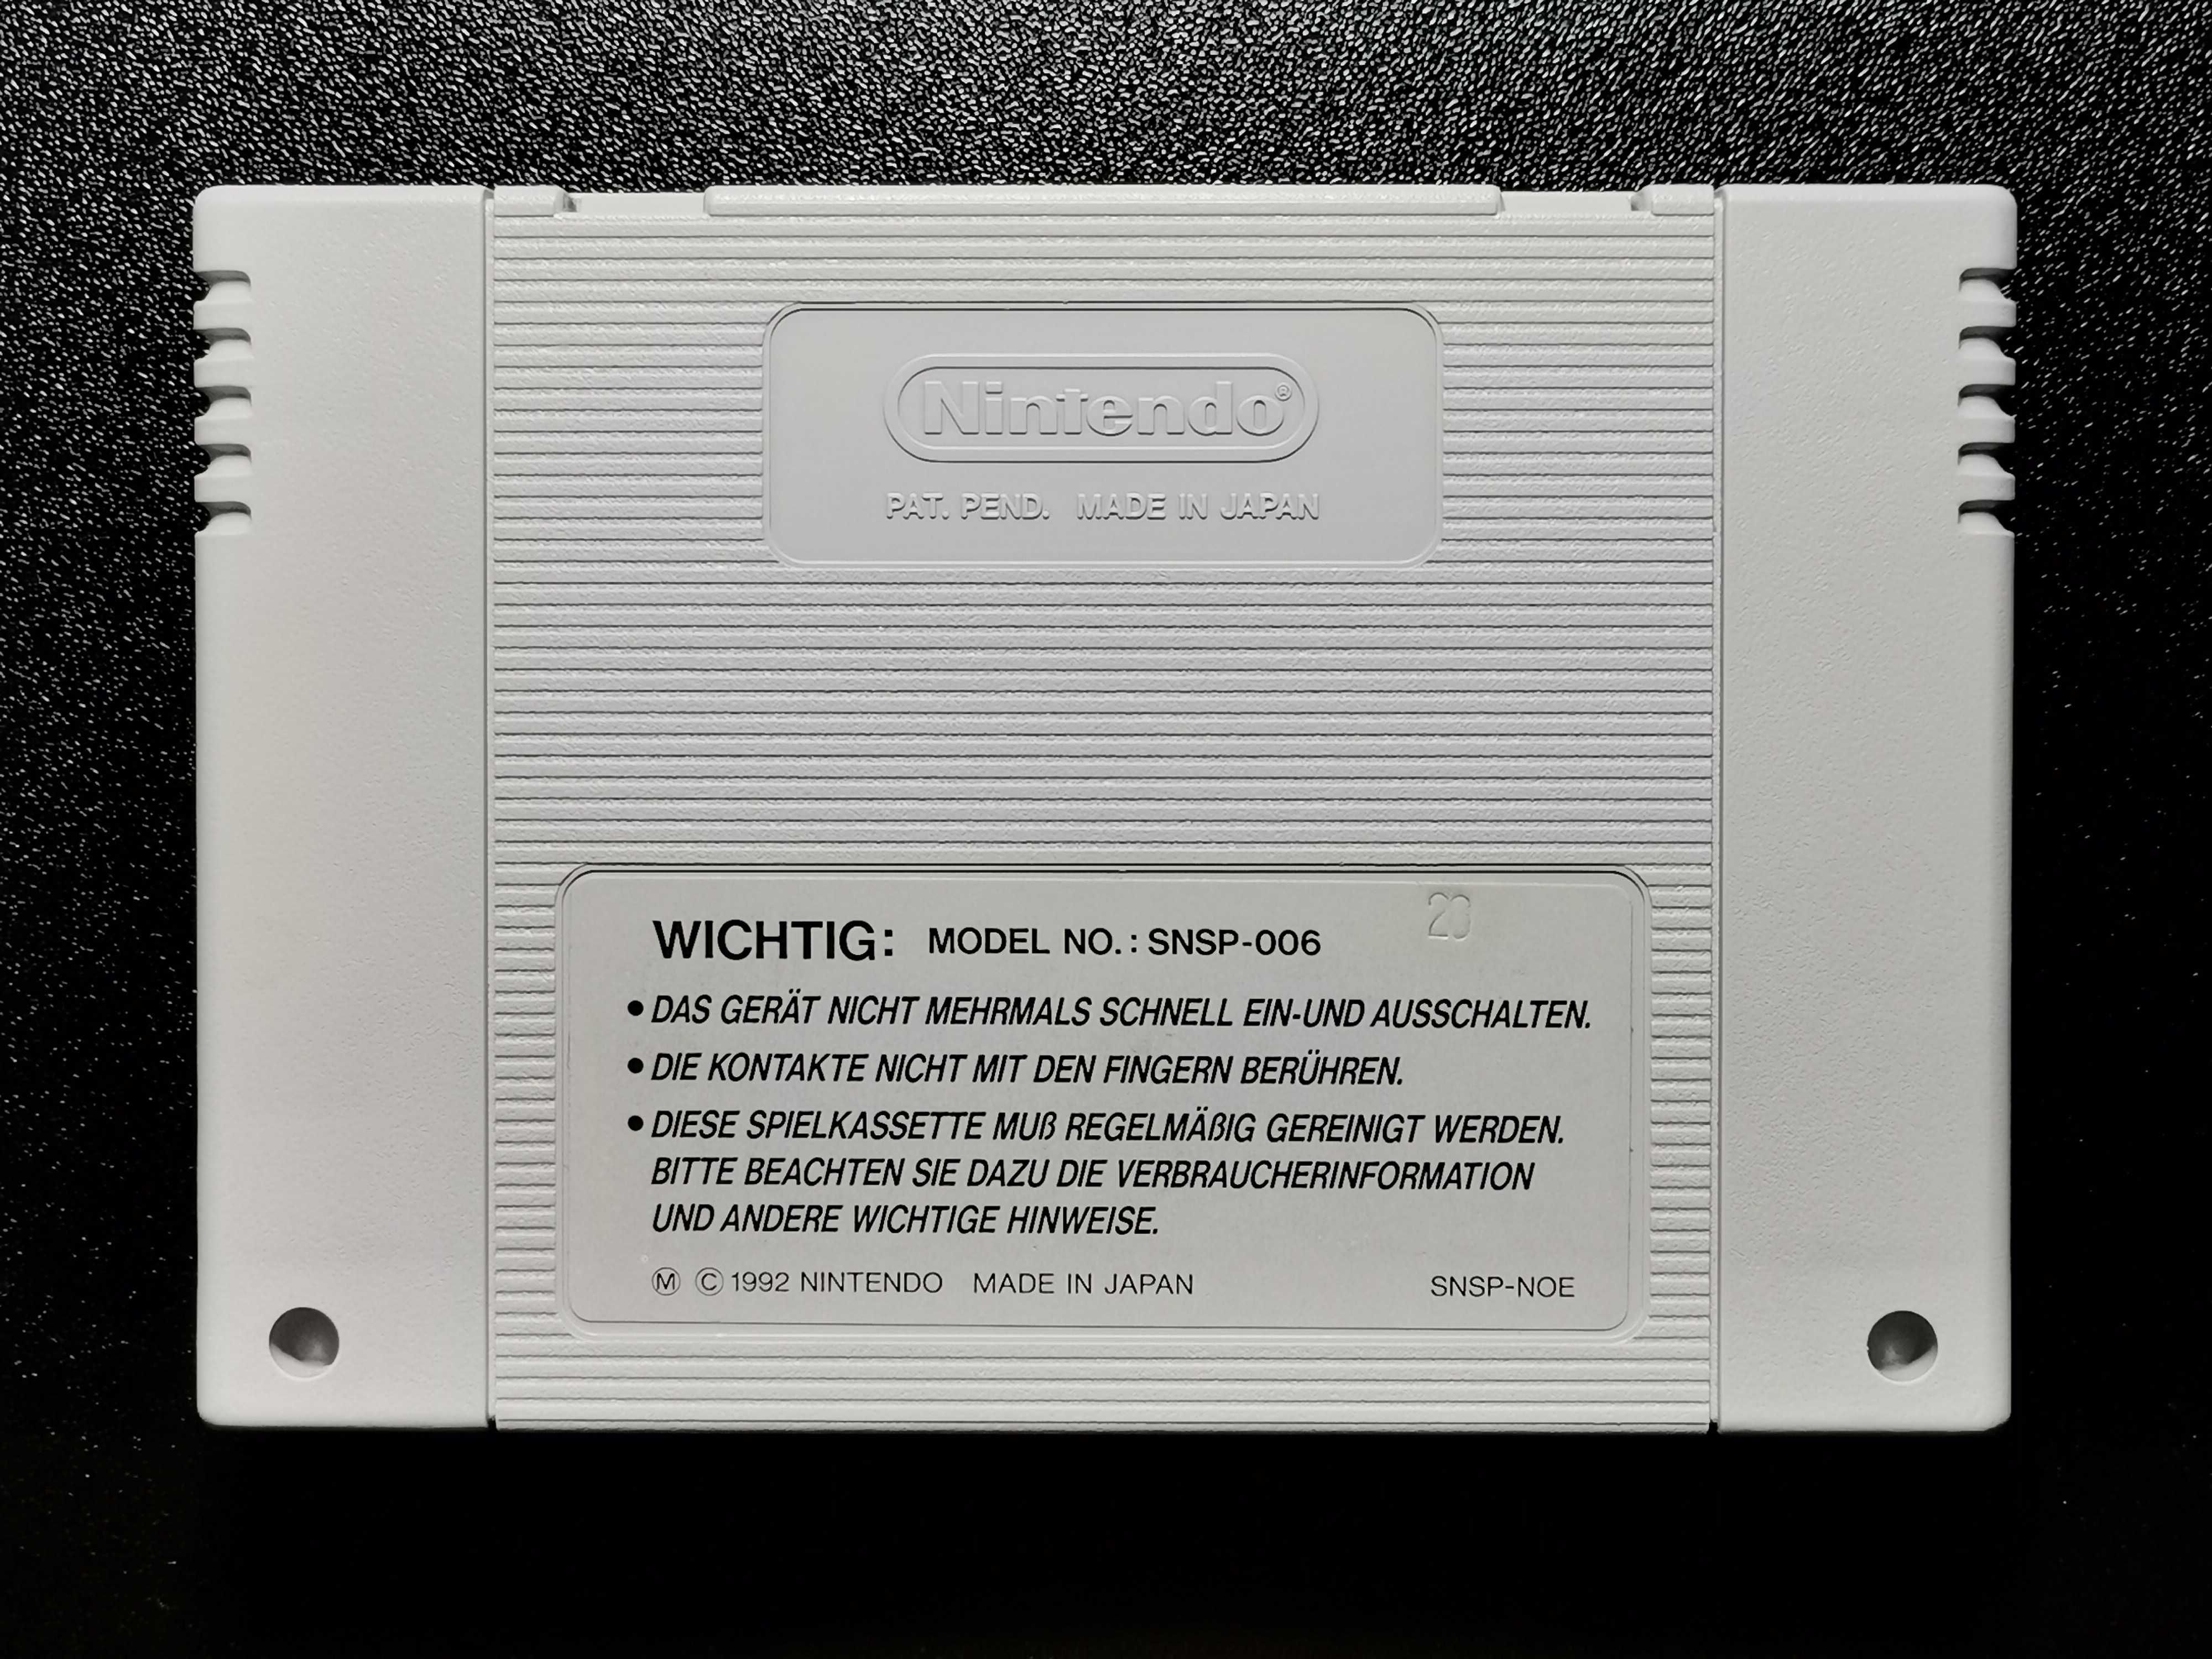 Nintendo®
PAT. PEND. MADE IN JAPAN
WICHTIG: MODEL NO.: SNSP-006
20
• DAS GERÄT NICHT MEHRMALS SCHNELL EIN-UND AUSSCHALTEN.
• DIE KONTAKTE NICHT MIT DEN FINGERN BERÜHREN.
• DIESE SPIELKASSETTE MUß REGELMÄßIG GEREINIGT WERDEN.
BITTE BEACHTEN SIE DAZU DIE VERBRAUCHERINFORMATION
UND ANDERE WICHTIGE HINWEISE.
Ⓜ © 1992 NINTENDO MADE IN JAPAN SNSP-NOE